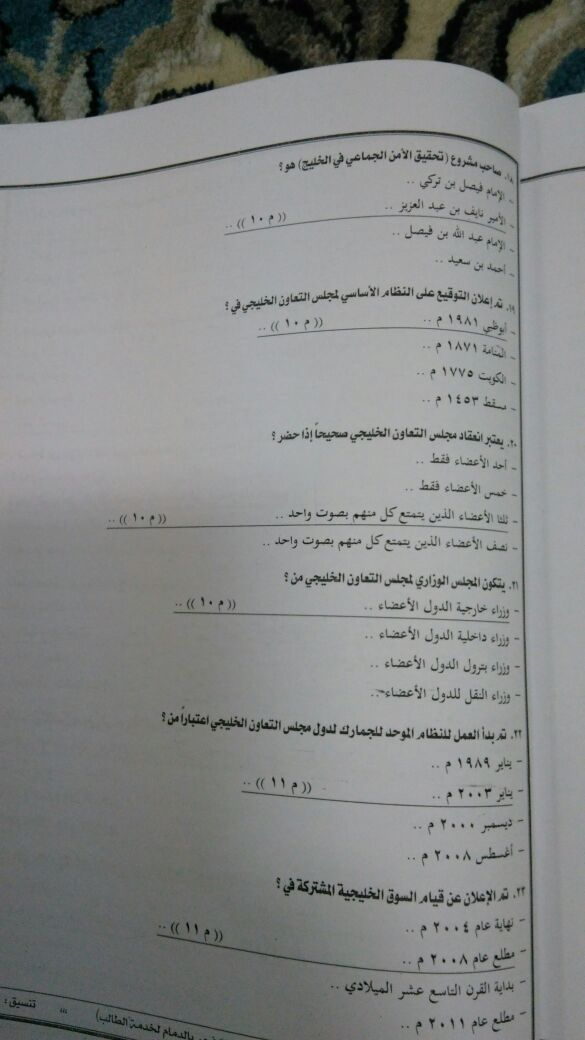 ١٨. صاحب مشروع (تحقيق الأمن الجماعي في الخليج) هو؟
- الإمام فيصل بن تركي ..
- الأمير نايف بن عبد العزيز .. (( م ١٠ )) ..
- الإمام عبد الله بن فيصل ..
- أحمد بن سعيد ..
١٩. تم إعلان التوقيع على النظام الأساسي لمجلس التعاون الخليجي في؟
- أبوظبي ١٩٨١ م .. (( م ١٠ )) ..
- المنامة ١٨٧١ م ..
- الكويت ١٧٧٥ م ..
- مسقط ١٤٥٣ م ..
٢٠. يعتبر انعقاد مجلس التعاون الخليجي صحيحاً إذا حضر؟
- أحد الأعضاء فقط ..
- خمس الأعضاء فقط ..
- ثلثا الأعضاء الذين يتمتع كل منهم بصوت واحد .. (( م ١٠ )) ..
- نصف الأعضاء الذين يتمتع كل منهم بصوت واحد ..
٢١. يتكون المجلس الوزاري لمجلس التعاون الخليجي من؟
- وزراء خارجية الدول الأعضاء .. (( م ١٠ )) ..
- وزراء داخلية الدول الأعضاء ..
- وزراء بترول الدول الأعضاء ..
- وزراء النقل للدول الأعضاء ..
٢٢. تم بدأ العمل للنظام الموحد للجمارك لدول مجلس التعاون الخليجي اعتباراً من؟
- يناير ١٩٨٩ م ..
- يناير ٢٠٠٣ م .. (( م ١١ )) ..
- ديسمبر ٢٠٠٠ م ..
- أغسطس ٢٠٠٨ م ..
٢٣. تم الإعلان عن قيام السوق الخليجية المشتركة في؟
- نهاية عام ٢٠٠٤ م ..
- مطلع عام ٢٠٠٨ م .. (( م ١١ )) ..
- بداية القرن التاسع عشر الميلادي ..
- مطلع عام ٢٠١١ م ..
تنسيق : ،،، بالدمام لخدمة الطالب)